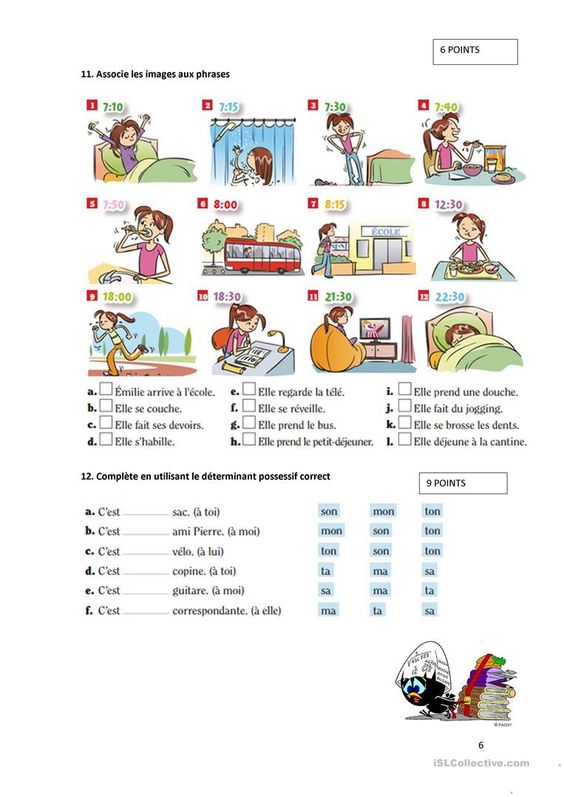 6 POINTS
11. Associe les images aux phrases
1 7:10 2 7:15 3 7:30 4 7:40
5 7:50 6 8:00 7 8:15 8 12:30
ÉCOLE
9 18:00 10 18:30 11 21:30 12 22:30
a. Émilie arrive à l'école. e. Elle regarde la télé. i. Elle prend une douche.
b. Elle se couche. f. Elle se réveille. j. Elle fait du jogging.
c. Elle fait ses devoirs. g. Elle prend le bus. k. Elle se brosse les dents.
d. Elle s'habille. h. Elle prend le petit-déjeuner. l. Elle déjeune à la cantine.
12. Complète en utilisant le déterminant possessif correct
9 POINTS
a. C'est __________ sac. (à toi) son mon ton
b. C'est __________ ami Pierre. (à moi) mon son ton
c. C'est __________ vélo. (à lui) ton son ton
d. C'est __________ copine. (à toi) ta ma sa
e. C'est __________ guitare. (à moi) sa ma ta
f. C'est __________ correspondante. (à elle) ma ta sa
© PAGOT
6
iSLCollective.com